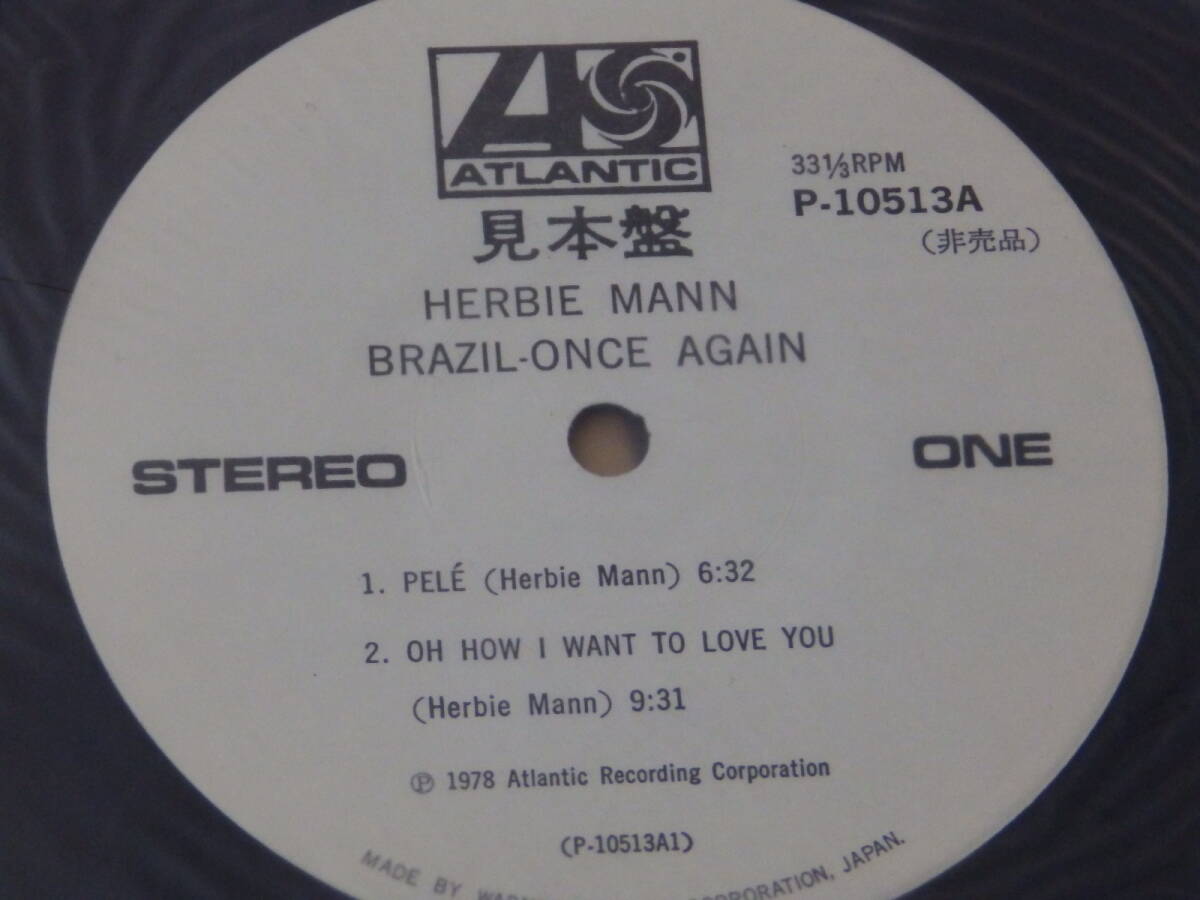 ATLANTIC
見本盤
33⅓RPM
P-10513A
（非売品）
HERBIE MANN
BRAZIL-ONCE AGAIN
STEREO
ONE
1. PELÉ (Herbie Mann) 6:32
2. OH HOW I WANT TO LOVE YOU
(Herbie Mann) 9:31
Ⓟ 1978 Atlantic Recording Corporation
(P-10513A1)
MADE BY CORPORATION, JAPAN.